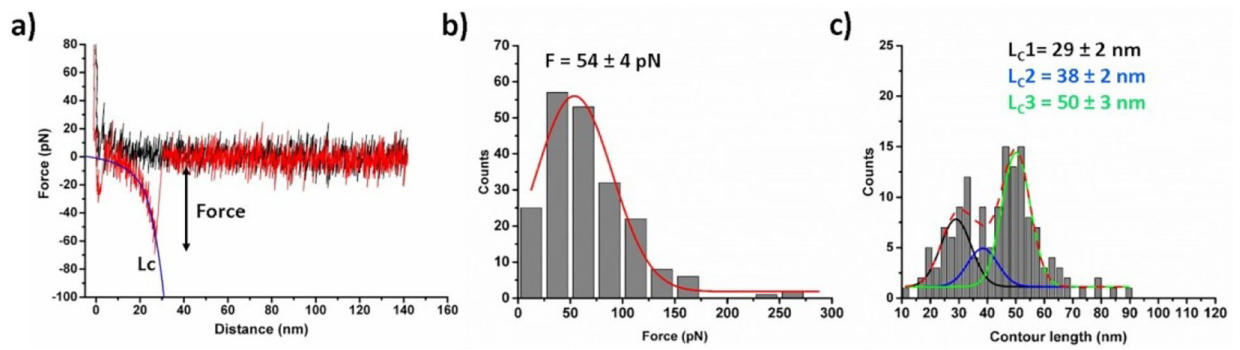 a)
80
60
40
20
0
-20
-40
-60
-80
-100
Force (pN)
0 20 40 60 80 100 120 140 160
Distance (nm)
Force
Lc
b)
70
60
50
40
30
20
10
0
Counts
0 50 100 150 200 250 300
Force (pN)
F = 54 ± 4 pN
c)
25
20
15
10
5
0
Counts
10 20 30 40 50 60 70 80 90 100 110 120
Contour length (nm)
LC1= 29 ± 2 nm
LC2 = 38 ± 2 nm
LC3 = 50 ± 3 nm